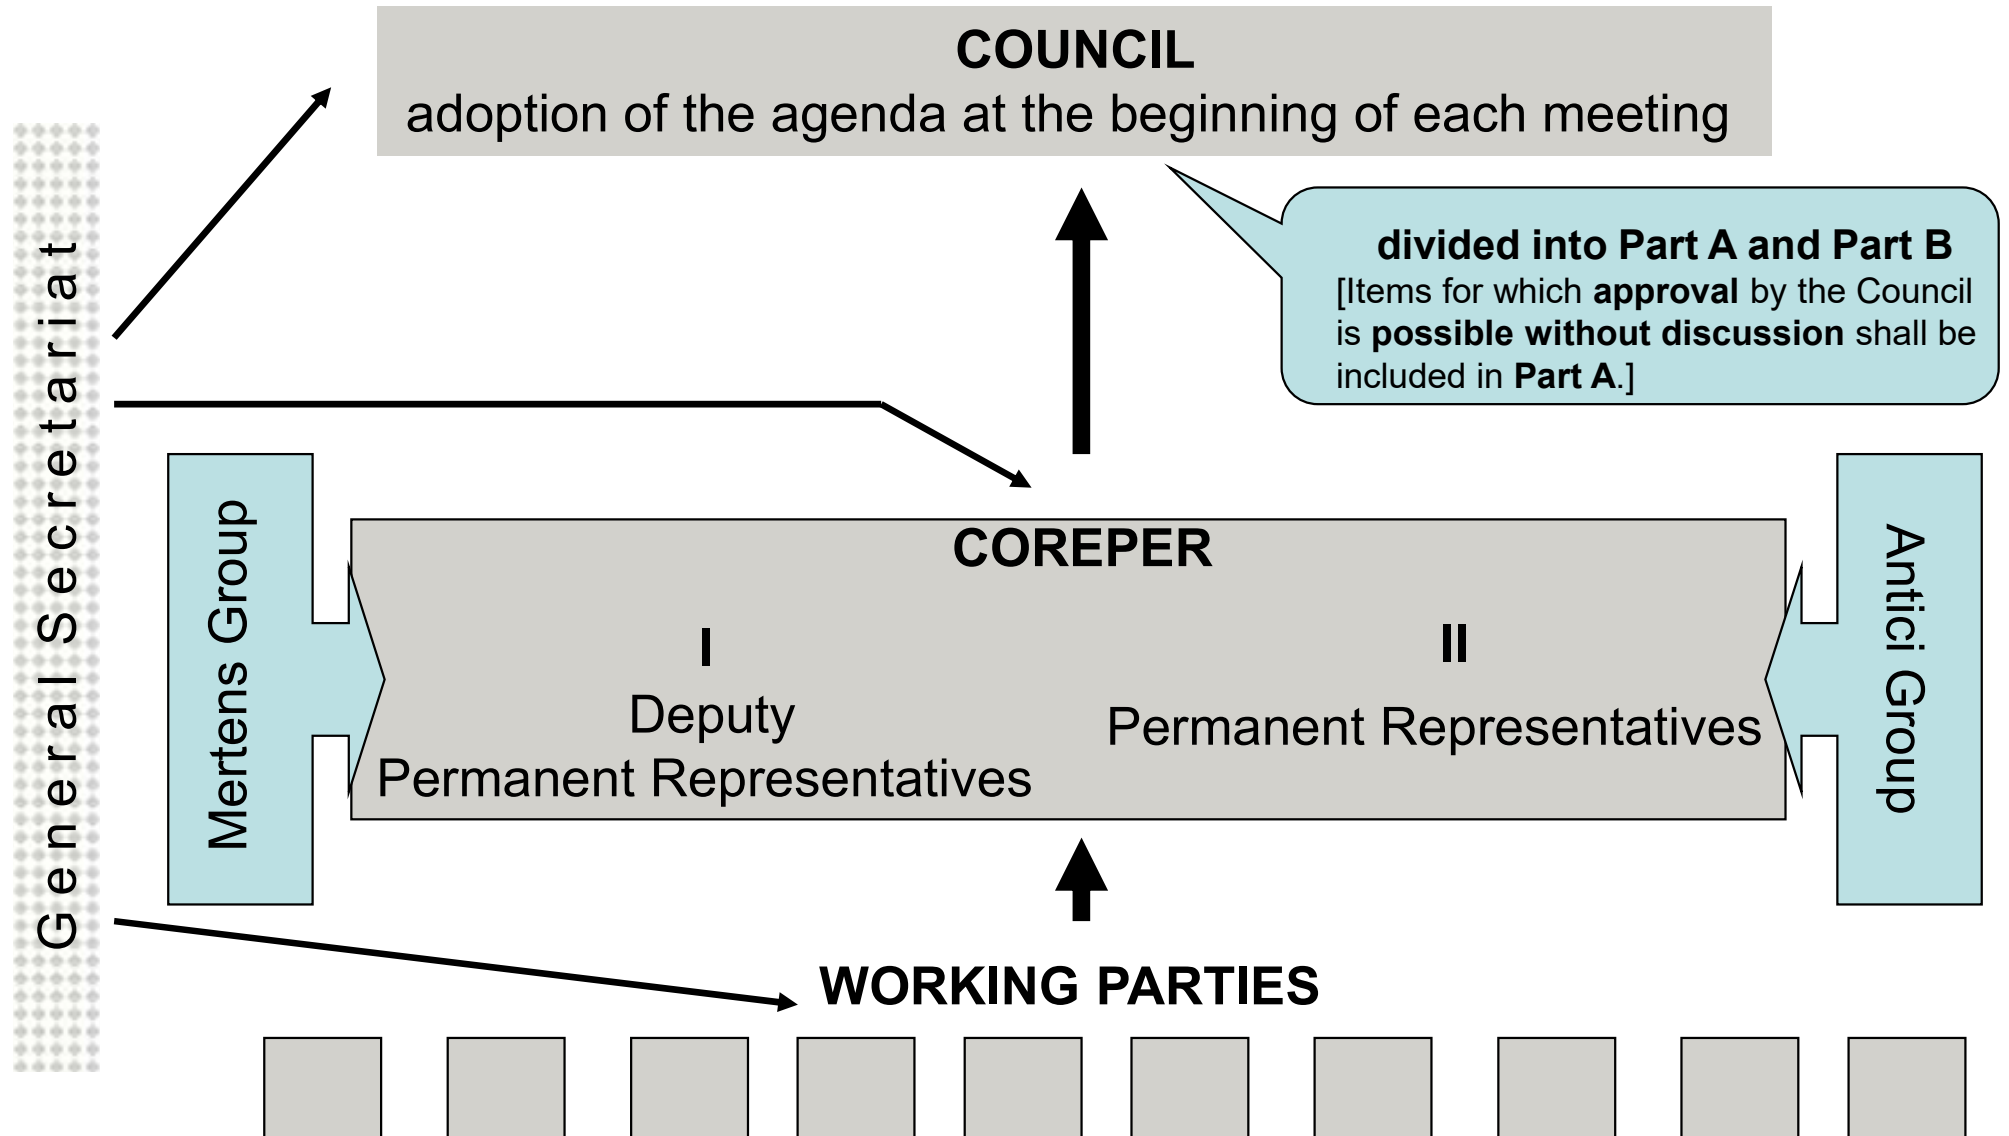 COUNCIL
adoption of the agenda at the beginning of each meeting
divided into Part A and Part B
[Items for which approval by the Council
is possible without discussion shall be
included in Part A.]
General Secretariat
Mertens Group
COREPER
I
Deputy
Permanent Representatives
II
Permanent Representatives
Antici Group
WORKING PARTIES